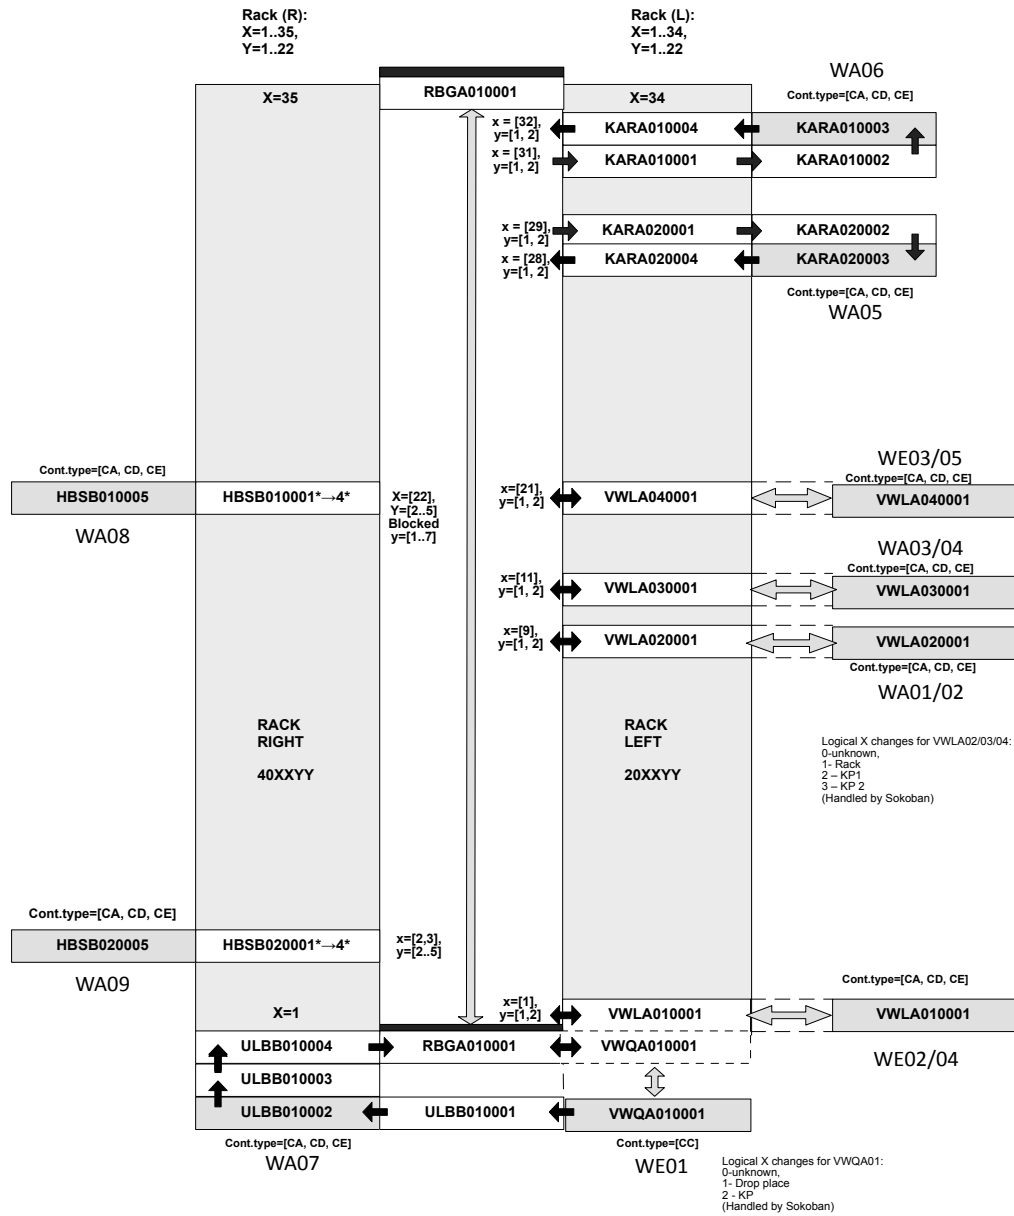 Rack (R):
X=1..35,
Y=1..22
Rack (L):
X=1..34,
Y=1..22
WA06
Cont.type=[CA, CD, CE]
X=35
RBGA010001
X=34
x = [32],
y=[1, 2]
KARA010004
KARA010003
x = [31],
y=[1, 2]
KARA010001
KARA010002
x = [29],
y=[1, 2]
KARA020001
KARA020002
x = [28],
y=[1, 2]
KARA020004
KARA020003
Cont.type=[CA, CD, CE]
WA05
WE03/05
Cont.type=[CA, CD, CE]
Cont.type=[CA, CD, CE]
HBSB010005
HBSB010001*→4*
X=[22],
Y=[2..5]
Blocked
y=[1..7]
x=[21],
y=[1, 2]
VWLA040001
VWLA040001
WA08
WA03/04
Cont.type=[CA, CD, CE]
x=[11],
y=[1, 2]
VWLA030001
VWLA030001
x=[9],
y=[1, 2]
VWLA020001
VWLA020001
Cont.type=[CA, CD, CE]
WA01/02
RACK
RIGHT
40XXYY
RACK
LEFT
20XXYY
Logical X changes for VWLA02/03/04:
0-unknown,
1- Rack
2 – KP1
3 – KP 2
(Handled by Sokoban)
Cont.type=[CA, CD, CE]
HBSB020005
HBSB020001*→4*
x=[2,3],
y=[2..5]
WA09
Cont.type=[CA, CD, CE]
X=1
x=[1],
y=[1,2]
VWLA010001
VWLA010001
ULBB010004
RBGA010001
VWQA010001
WE02/04
ULBB010003
ULBB010002
ULBB010001
VWQA010001
Cont.type=[CA, CD, CE]
WA07
Cont.type=[CC]
WE01
Logical X changes for VWQA01:
0-unknown,
1- Drop place
2 - KP
(Handled by Sokoban)